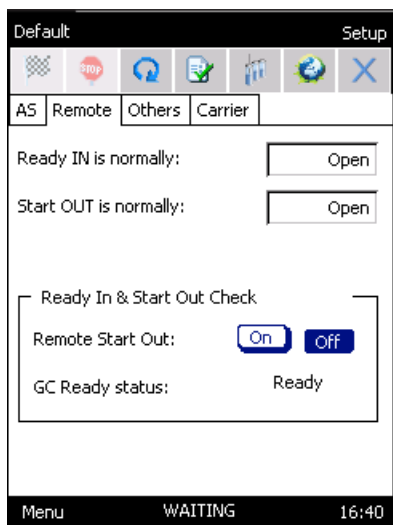 Default Setup
STOP
AS Remote Others Carrier
Ready IN is normally: Open
Start OUT is normally: Open
Ready In & Start Out Check
Remote Start Out: On Off
GC Ready status: Ready
Menu WAITING 16:40